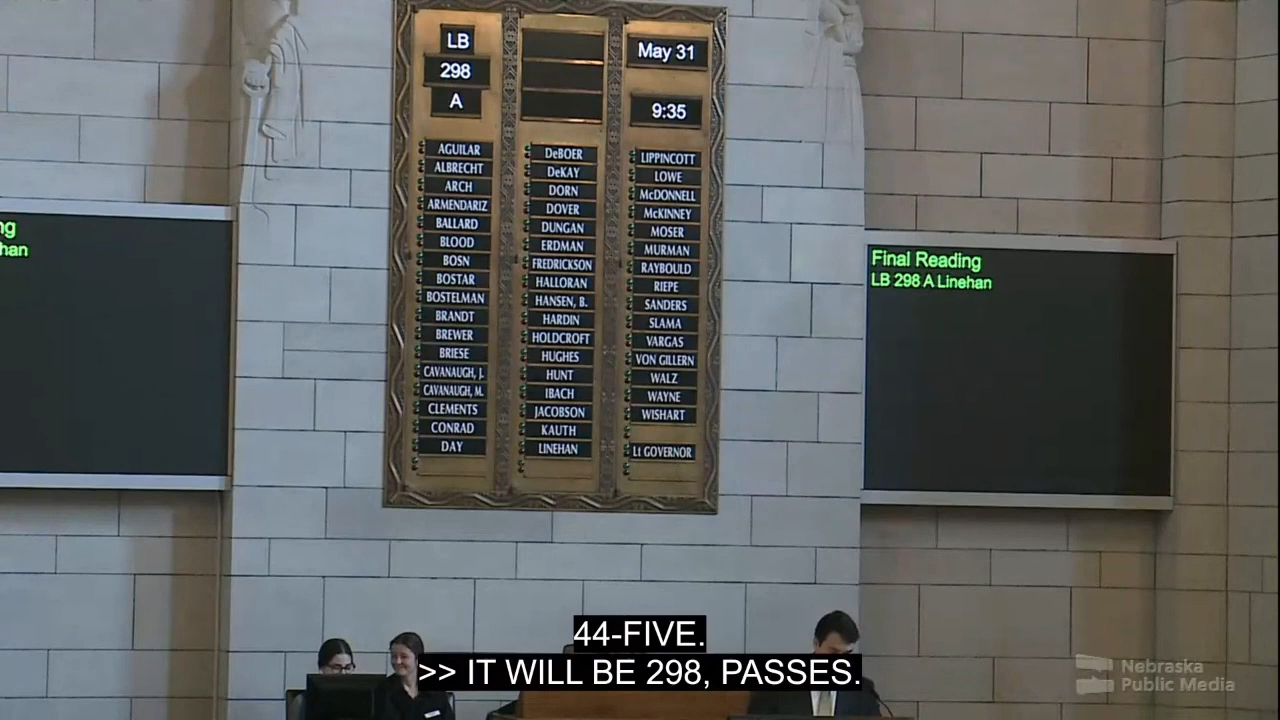 LB
298
A
May 31
9:35
AGUILAR
ALBRECHT
ARCH
ARMENDARIZ
BALLARD
BLOOD
BOSN
BOSTAR
BOSTELMAN
BRANDT
BREWER
BRIESE
CAVANAUGH, J.
CAVANAUGH, M.
CLEMENTS
CONRAD
DAY
DeBOER
DeKAY
DORN
DOVER
DUNGAN
ERDMAN
FREDRICKSON
HALLORAN
HANSEN, B.
HARDIN
HOLDCROFT
HUGHES
HUNT
IBACH
JACOBSON
KAUTH
LINEHAN
LIPPINCOTT
LOWE
McDONNELL
McKINNEY
MOSER
MURMAN
RAYBOULD
RIEPE
SANDERS
SLAMA
VARGAS
VON GILLERN
WALZ
WAYNE
WISHART
Lt GOVERNOR
ng
han
Final Reading
LB 298 A Linehan
44-FIVE.
>> IT WILL BE 298, PASSES.
Nebraska
Public Media